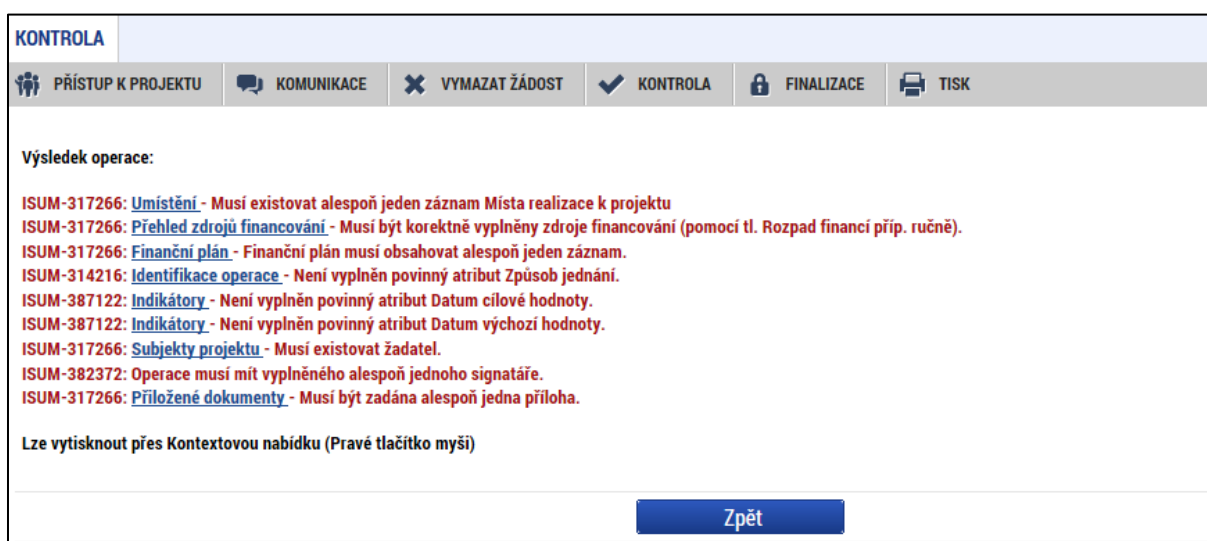 KONTROLA
PŘÍSTUP K PROJEKTU KOMUNIKACE VYMAZAT ŽÁDOST KONTROLA FINALIZACE TISK
Výsledek operace:
ISUM-317266: Umístění - Musí existovat alespoň jeden záznam Místa realizace k projektu
ISUM-317266: Přehled zdrojů financování - Musí být korektně vyplněny zdroje financování (pomocí tl. Rozpad financí příp. ručně).
ISUM-317266: Finanční plán - Finanční plán musí obsahovat alespoň jeden záznam.
ISUM-314216: Identifikace operace - Není vyplněn povinný atribut Způsob jednání.
ISUM-387122: Indikátory - Není vyplněn povinný atribut Datum cílové hodnoty.
ISUM-387122: Indikátory - Není vyplněn povinný atribut Datum výchozí hodnoty.
ISUM-317266: Subjekty projektu - Musí existovat žadatel.
ISUM-382372: Operace musí mít vyplněného alespoň jednoho signatáře.
ISUM-317266: Přiložené dokumenty - Musí být zadána alespoň jedna příloha.
Lze vytisknout přes Kontextovou nabídku (Pravé tlačítko myši)
Zpět